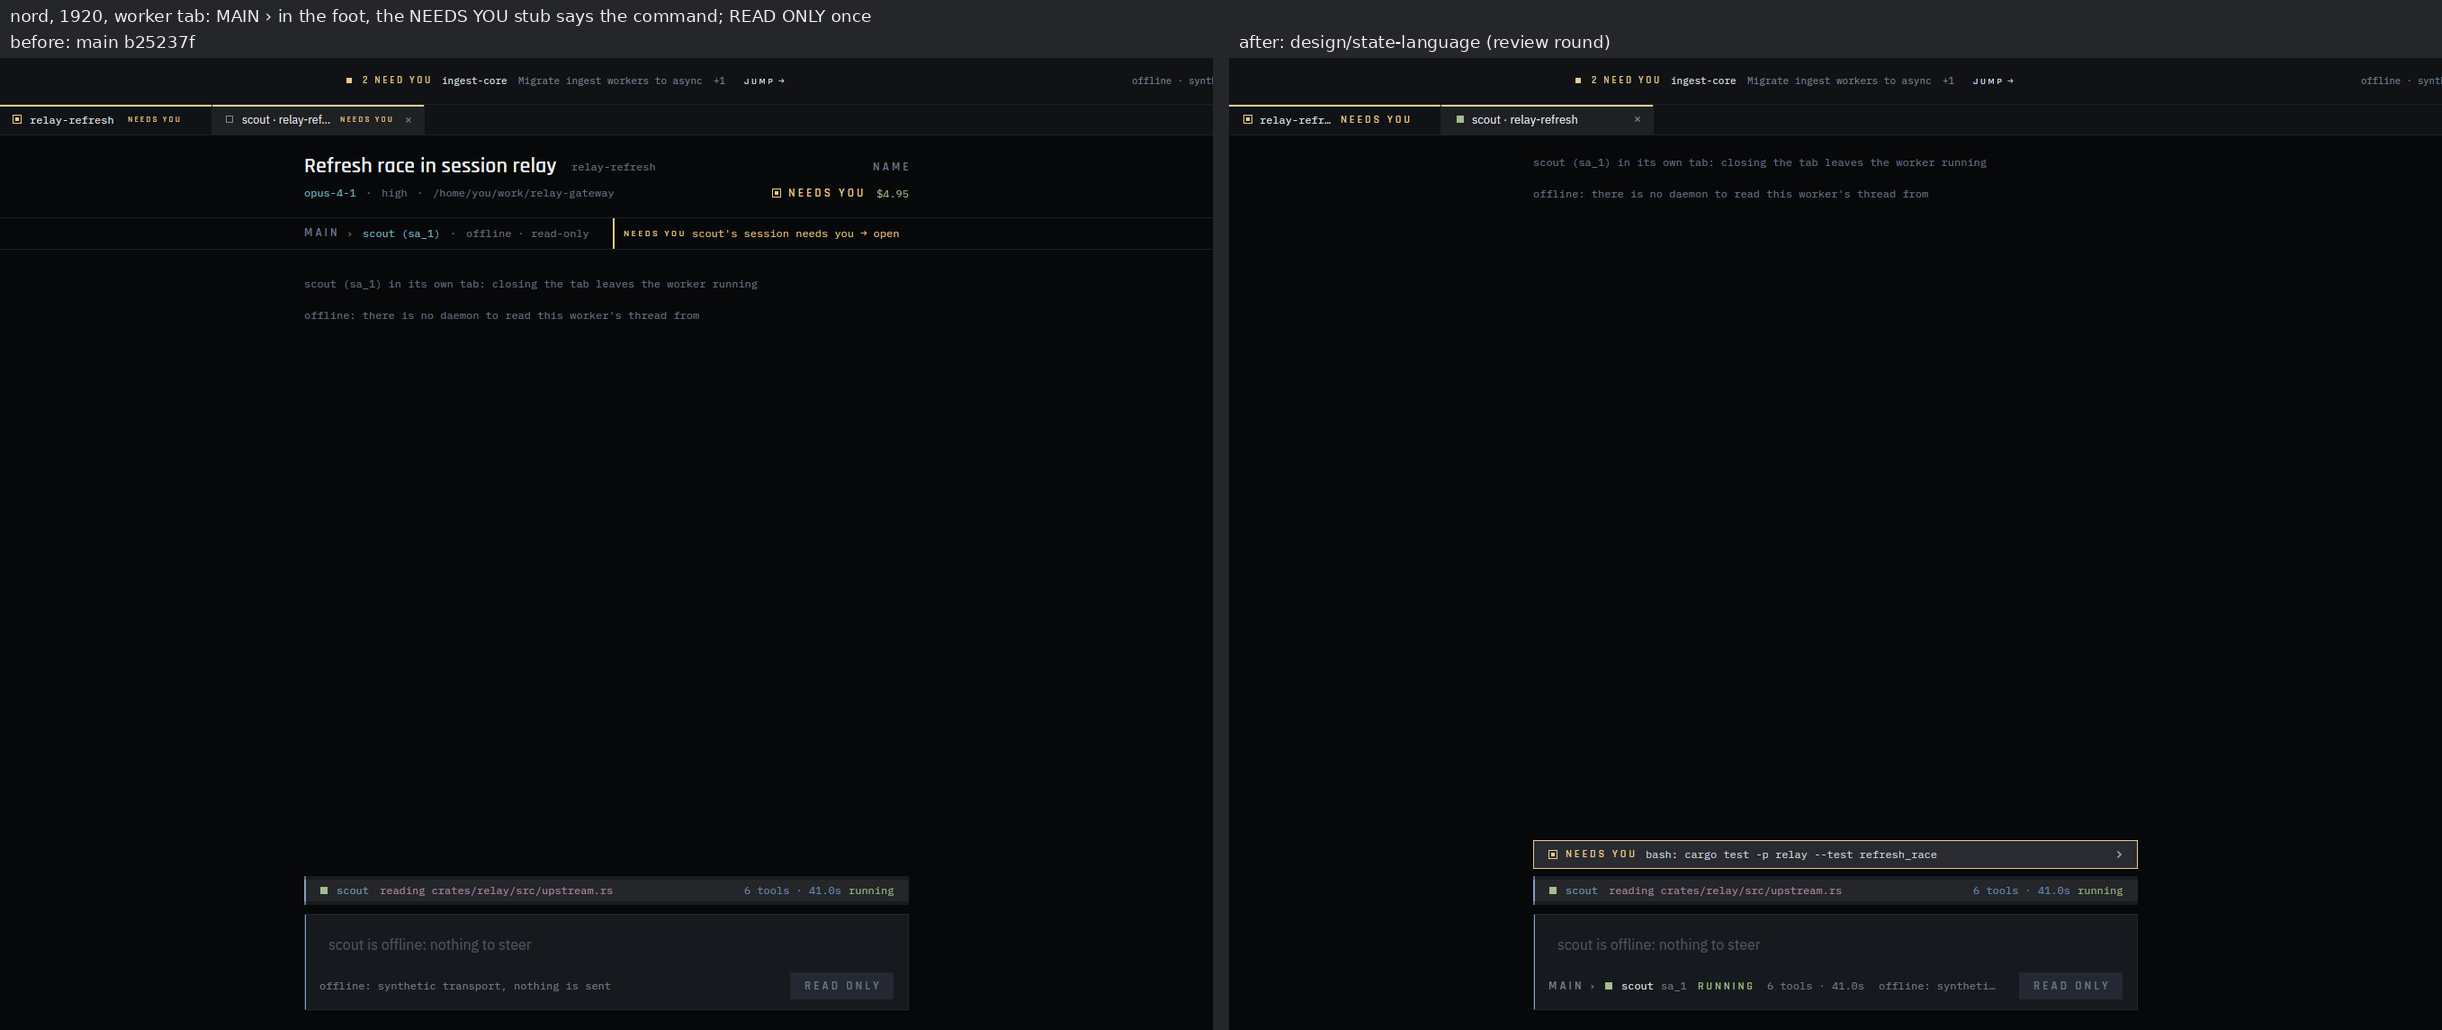 nord, 1920, worker tab: MAIN › in the foot, the NEEDS YOU stub says the command; READ ONLY once
before: main b25237f
2 NEED YOU ingest-core Migrate ingest workers to async +1 JUMP → offline · synt
relay-refresh NEEDS YOU scout · relay-ref... NEEDS YOU ×
Refresh race in session relay relay-refresh NAME
opus-4-1 · high · /home/you/work/relay-gateway NEEDS YOU $4.95
MAIN › scout (sa_1) · offline · read-only NEEDS YOU scout's session needs you → open
scout (sa_1) in its own tab: closing the tab leaves the worker running
offline: there is no daemon to read this worker's thread from
scout reading crates/relay/src/upstream.rs 6 tools · 41.0s running
scout is offline: nothing to steer
offline: synthetic transport, nothing is sent READ ONLY
after: design/state-language (review round)
2 NEED YOU ingest-core Migrate ingest workers to async +1 JUMP → offline · synt
relay-refr… NEEDS YOU scout · relay-refresh ×
scout (sa_1) in its own tab: closing the tab leaves the worker running
offline: there is no daemon to read this worker's thread from
NEEDS YOU bash: cargo test -p relay --test refresh_race ›
scout reading crates/relay/src/upstream.rs 6 tools · 41.0s running
scout is offline: nothing to steer
MAIN › scout sa_1 RUNNING 6 tools · 41.0s offline: syntheti… READ ONLY